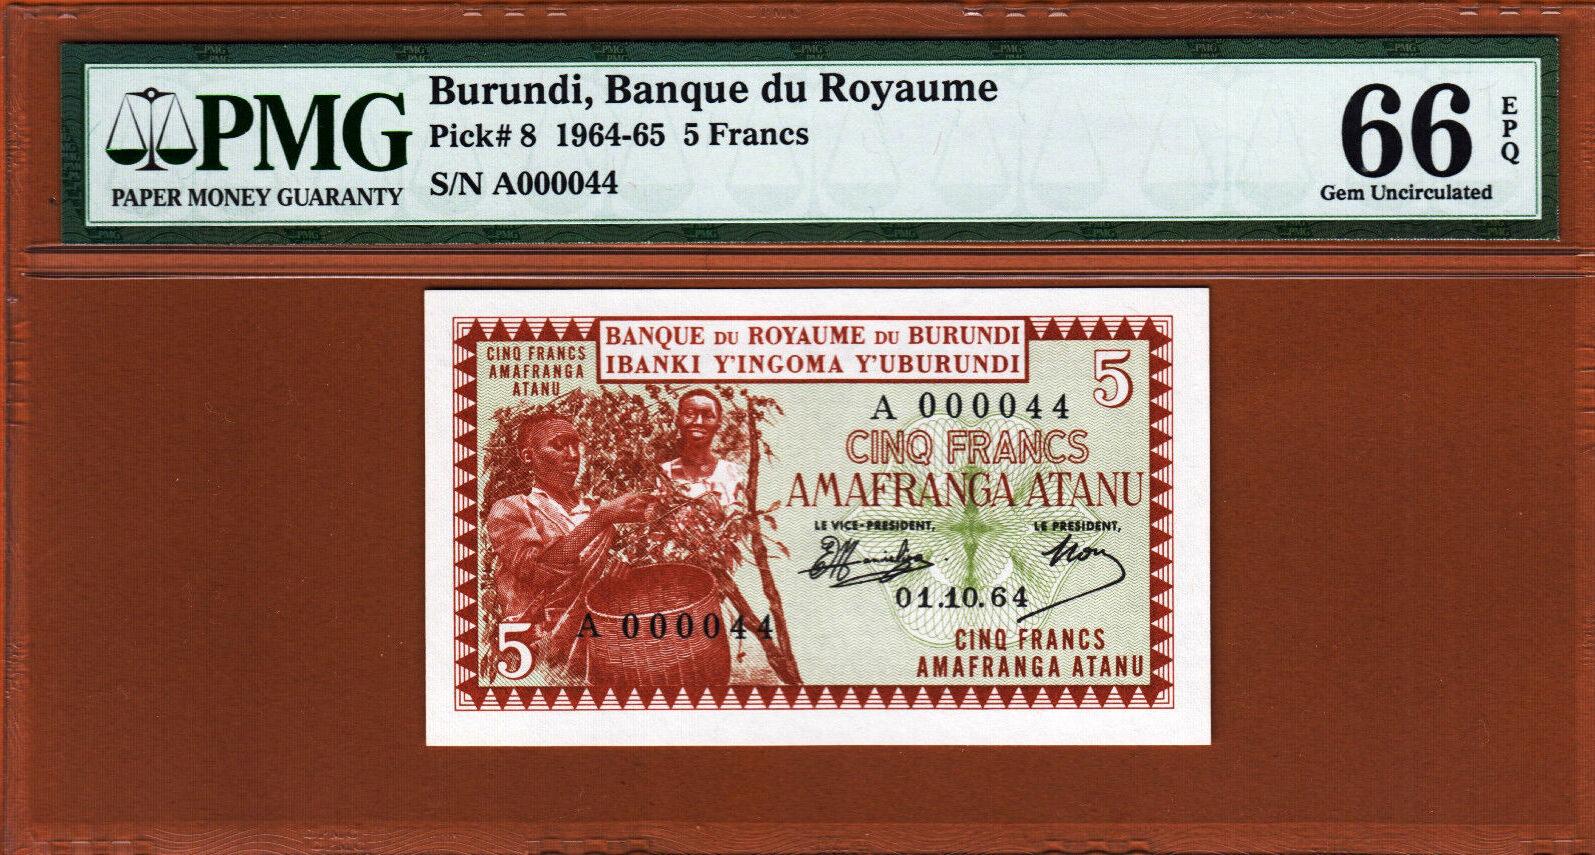 PMG
PAPER MONEY GUARANTY
Burundi, Banque du Royaume
Pick# 8 1964-65 5 Francs
S/N A000044
66
EPQ
Gem Uncirculated
BANQUE DU ROYAUME DU BURUNDI
IBANKI Y'INGOMA Y'UBURUNDI
CINQ FRANCS
AMAFRANGA
ATANU
5
A 000044
CINQ FRANCS
AMAFRANGA ATANU
LE VICE-PRESIDENT,
LE PRESIDENT,
01.10.64
A 000044
5
CINQ FRANCS
AMAFRANGA ATANU